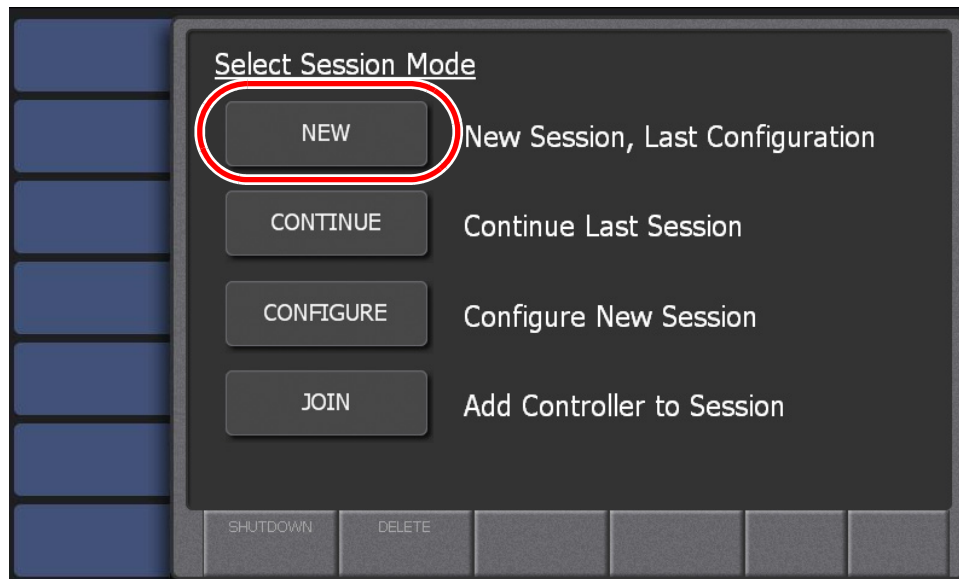 Select Session Mode
NEW New Session, Last Configuration
CONTINUE Continue Last Session
CONFIGURE Configure New Session
JOIN Add Controller to Session
SHUTDOWN DELETE